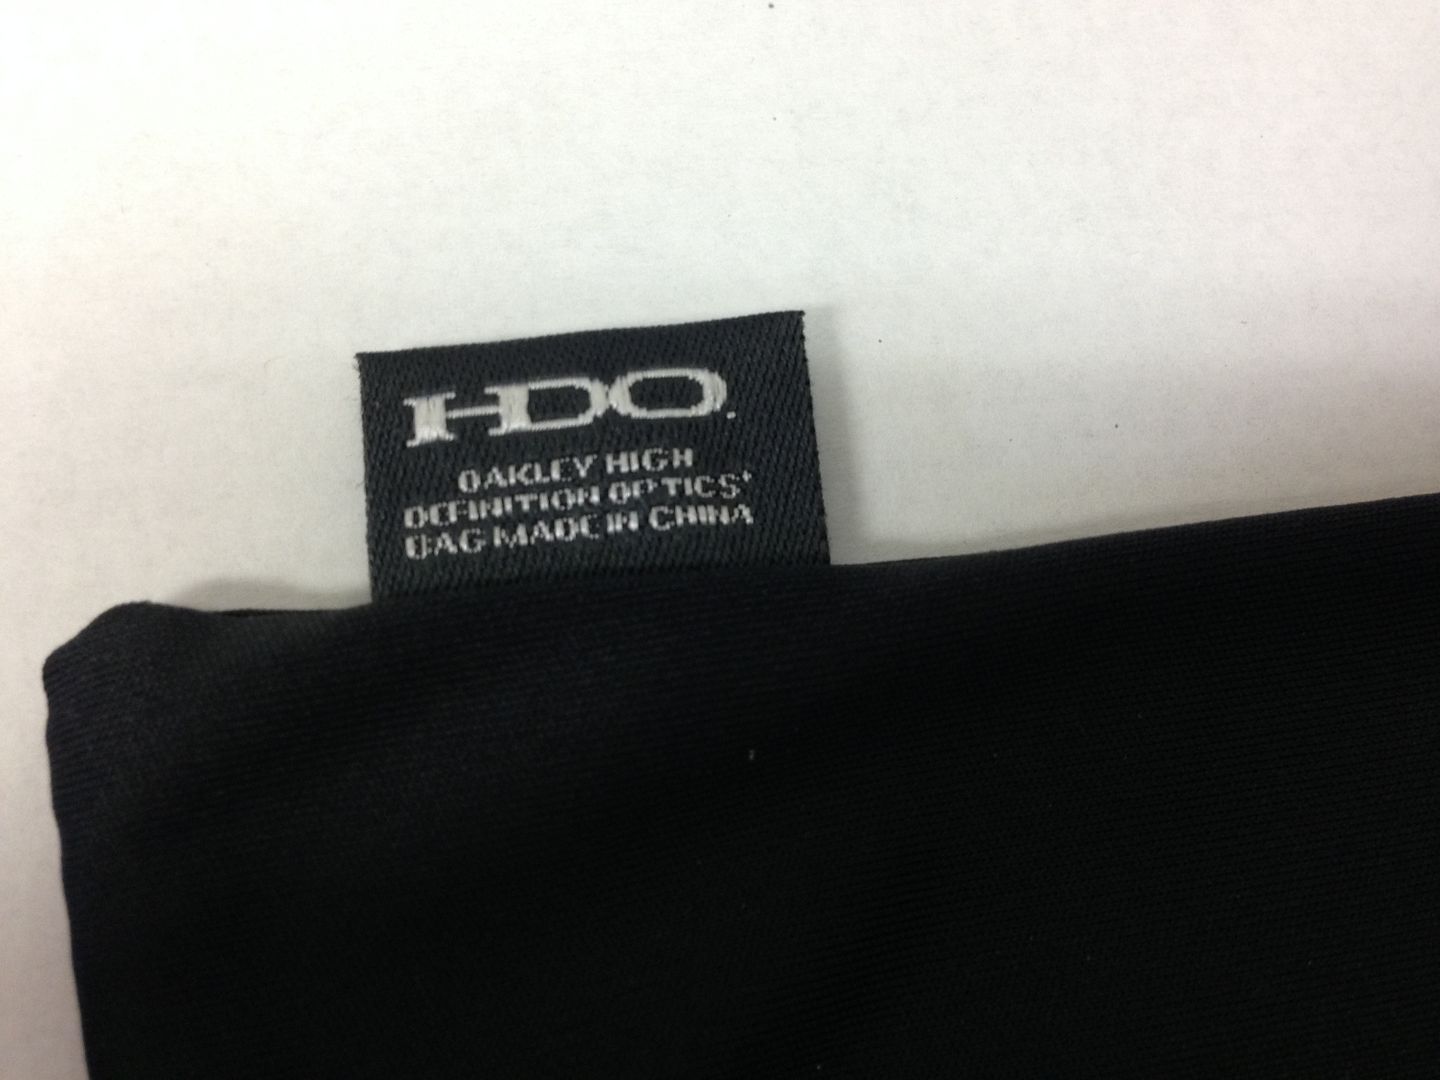 HDO.
OAKLEY HIGH
DEFINITION OPTICS
BAG MADE IN CHINA